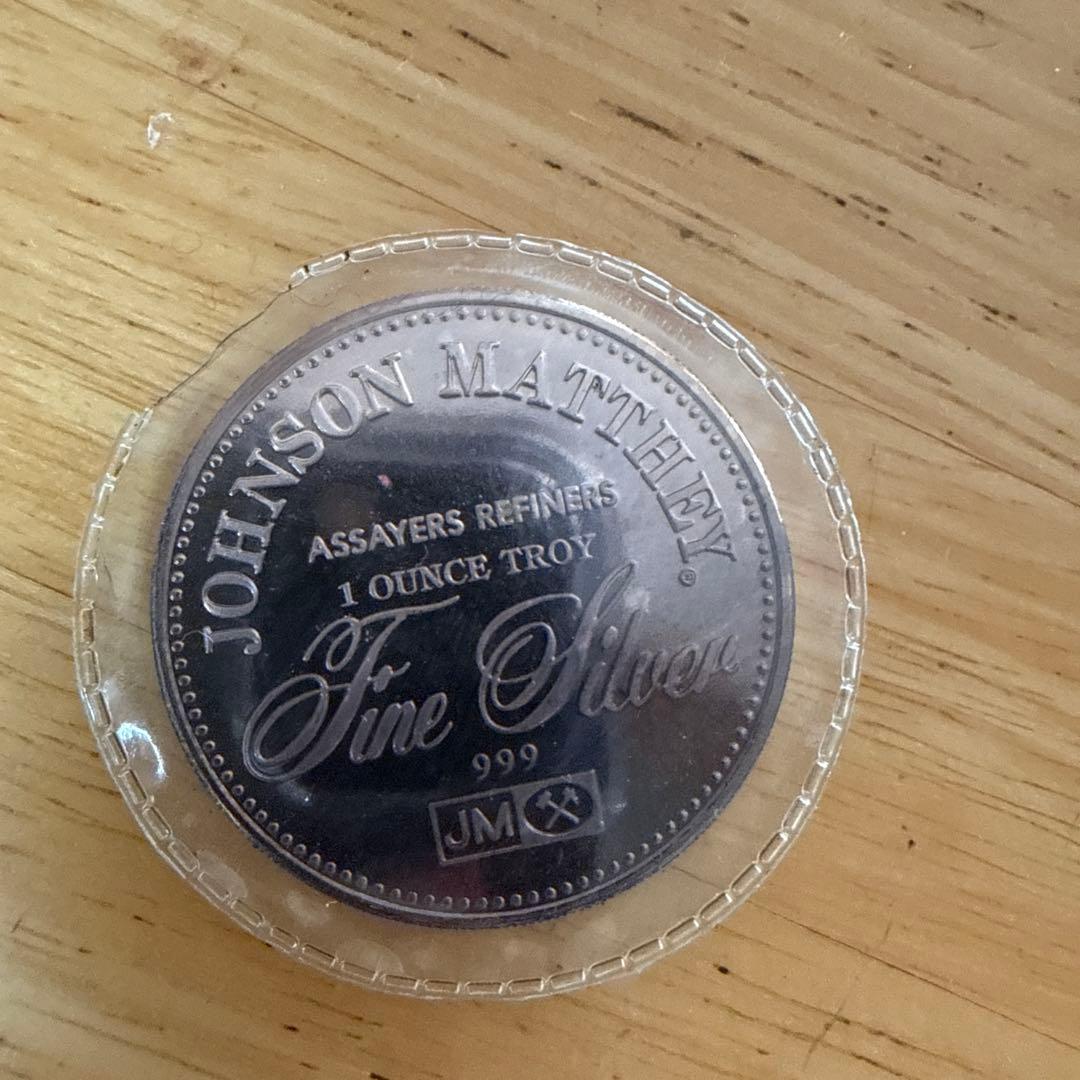 JOHNSON MATTHEY®
ASSAYERS REFINERS
1 OUNCE TROY
Fine Silver
999
JM